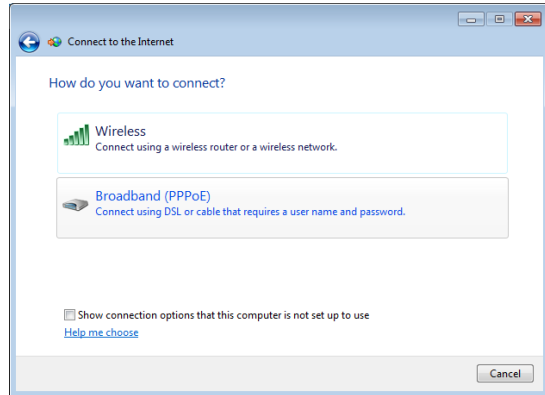 Connect to the Internet
How do you want to connect?
Wireless
Connect using a wireless router or a wireless network.
Broadband (PPPoE)
Connect using DSL or cable that requires a user name and password.
Show connection options that this computer is not set up to use
Help me choose
Cancel